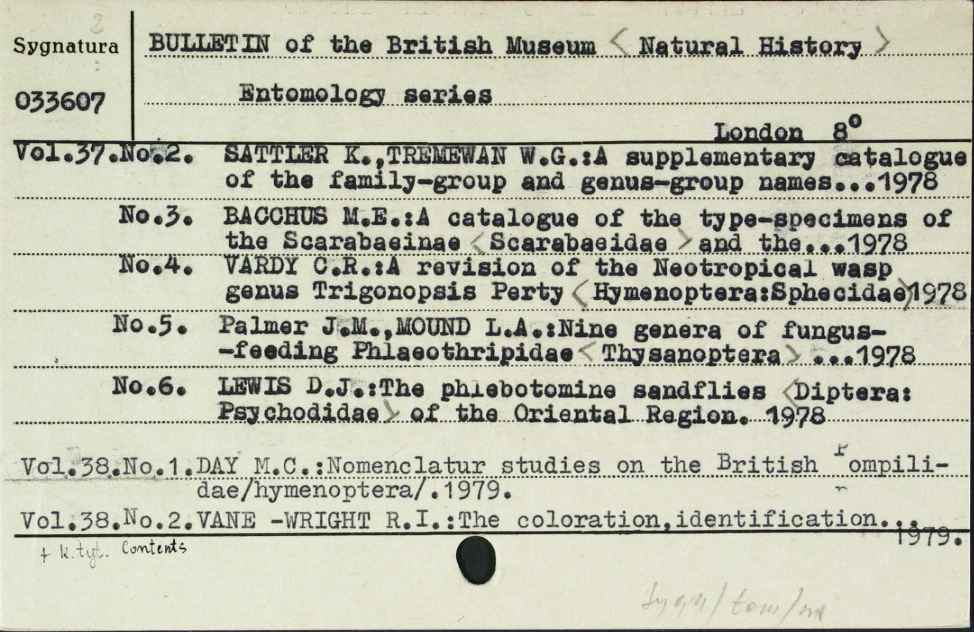 Sygnatura BULLETIN of the British Museum < Natural History >
033607 Entomology series
London 8°
Vol.37.No.2. SATTLER K.,TREMEWAN W.G.:A supplementary catalogue
of the family-group and genus-group names...1978
No.3. BACCHUS M.E.:A catalogue of the type-specimens of
the Scarabaeinae < Scarabaeidae > and the...1978
No.4. VARDY C.R.:A revision of the Neotropical wasp
genus Trigonopsis Perty < Hymenoptera:Sphecidae>1978
No.5. Palmer J.M.,MOUND L.A.:Nine genera of fungus-
-feeding Phlaeothripidae < Thysanoptera > ...1978
No.6. LEWIS D.J.:The phlebotomine sandflies <Diptera:
Psychodidae> of the Oriental Region. 1978
Vol.38.No.1.DAY M.C.:Nomenclatur studies on the British Pompili-
dae/hymenoptera/.1979.
Vol.38.No.2.VANE -WRIGHT R.I.:The coloration,identification...
1979.
+ k.tyt. Contents